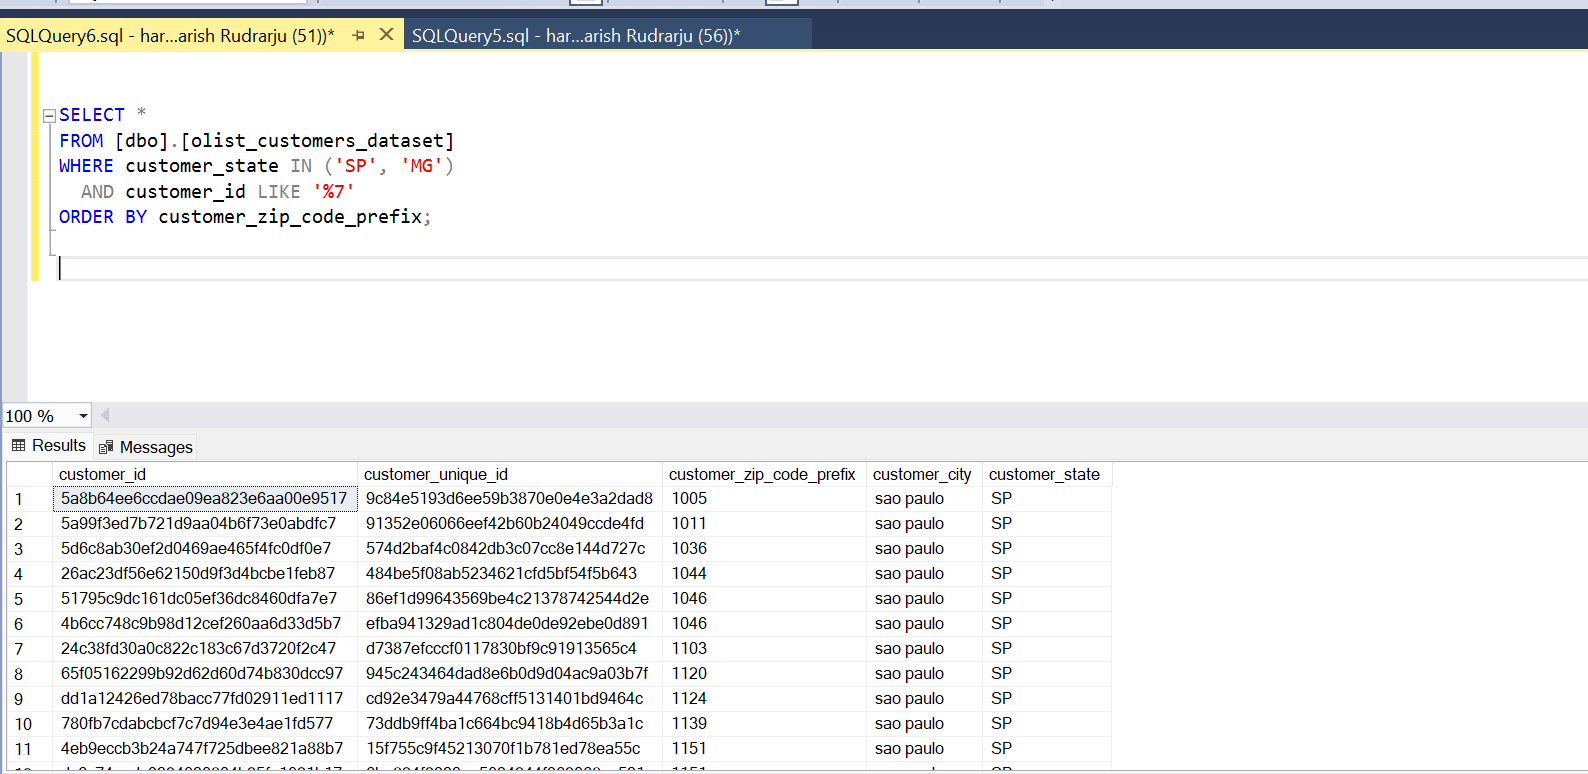 SQLQuery6.sql - har...arish Rudrarju (51))* SQLQuery5.sql - har...arish Rudrarju (56))*
SELECT *
FROM [dbo].[olist_customers_dataset]
WHERE customer_state IN ('SP', 'MG')
AND customer_id LIKE '%7'
ORDER BY customer_zip_code_prefix;
100 %
Results Messages
customer_id customer_unique_id customer_zip_code_prefix customer_city customer_state
1 5a8b64ee6ccdae09ea823e6aa00e9517 9c84e5193d6ee59b3870e0e4e3a2dad8 1005 sao paulo SP
2 5a99f3ed7b721d9aa04b6f73e0abdfc7 91352e06066eef42b60b24049ccde4fd 1011 sao paulo SP
3 5d6c8ab30ef2d0469ae465f4fc0df0e7 574d2baf4c0842db3c07cc8e144d727c 1036 sao paulo SP
4 26ac23df56e62150d9f3d4bcbe1feb87 484be5f08ab5234621cfd5bf54f5b643 1044 sao paulo SP
5 51795c9dc161dc05ef36dc8460dfa7e7 86ef1d99643569be4c21378742544d2e 1046 sao paulo SP
6 4b6cc748c9b98d12cef260aa6d33d5b7 efba941329ad1c804de0de92ebe0d891 1046 sao paulo SP
7 24c38fd30a0c822c183c67d3720f2c47 d7387efcccf0117830bf9c91913565c4 1103 sao paulo SP
8 65f05162299b92d62d60d74b830dcc97 945c243464dad8e6b0d9d04ac9a03b7f 1120 sao paulo SP
9 dd1a12426ed78bacc77fd02911ed1117 cd92e3479a44768cff5131401bd9464c 1124 sao paulo SP
10 780fb7cdabcbcf7c7d94e3e4ae1fd577 73ddb9ff4ba1c664bc9418b4d65b3a1c 1139 sao paulo SP
11 4eb9eccb3b24a747f725dbee821a88b7 15f755c9f45213070f1b781ed78ea55c 1151 sao paulo SP